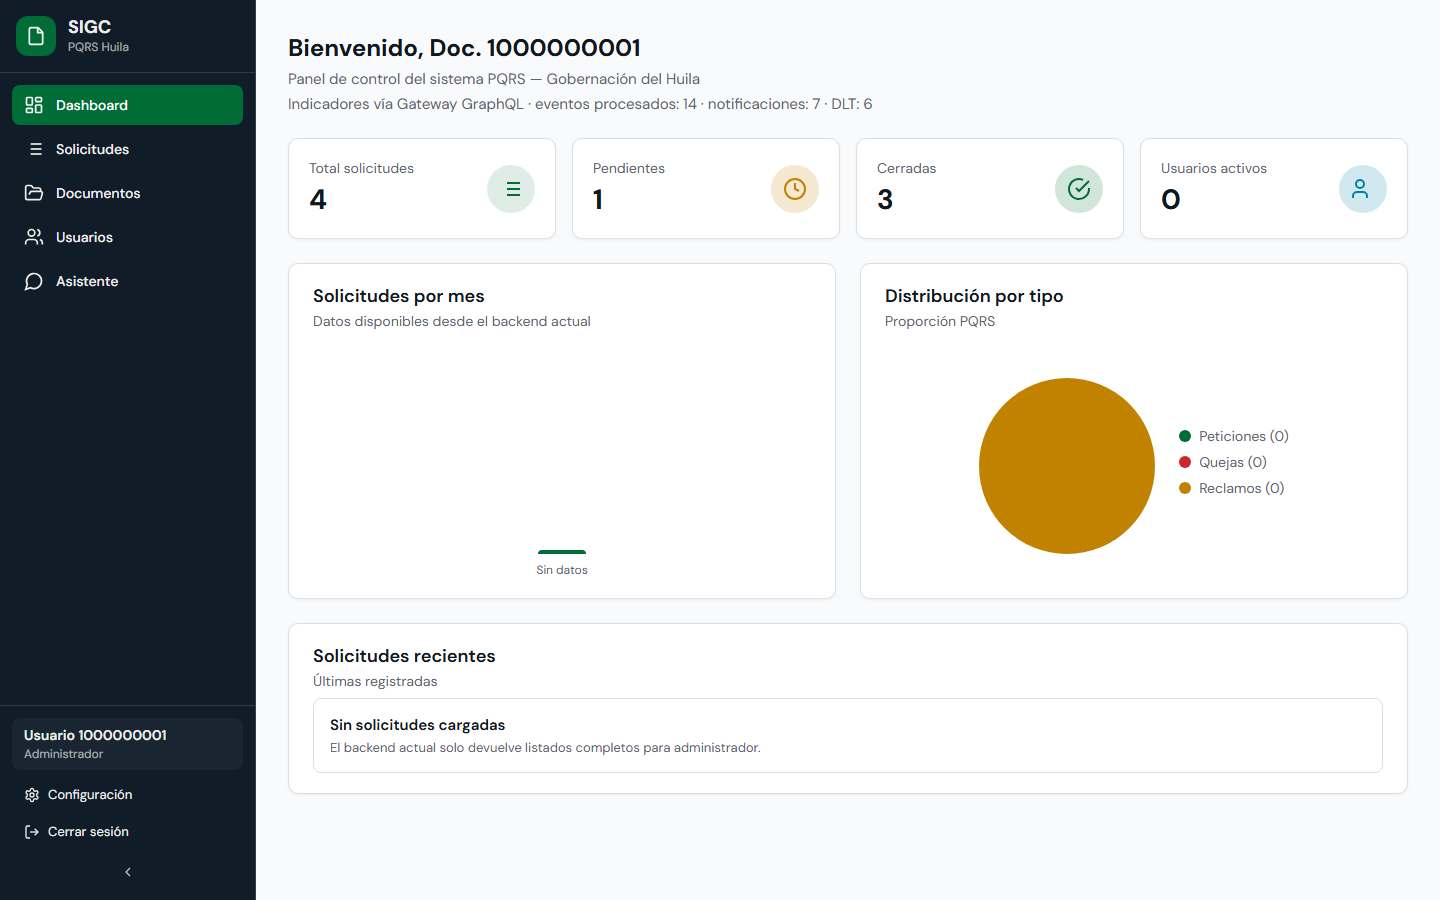 SIGC
PQRS Huila
Dashboard
Solicitudes
Documentos
Usuarios
Asistente
Usuario 1000000001
Administrador
Configuración
Cerrar sesión
Bienvenido, Doc. 1000000001
Panel de control del sistema PQRS — Gobernación del Huila
Indicadores vía Gateway GraphQL · eventos procesados: 14 · notificaciones: 7 · DLT: 6
Total solicitudes
4
Pendientes
1
Cerradas
3
Usuarios activos
0
Solicitudes por mes
Datos disponibles desde el backend actual
Sin datos
Distribución por tipo
Proporción PQRS
Peticiones (0)
Quejas (0)
Reclamos (0)
Solicitudes recientes
Últimas registradas
Sin solicitudes cargadas
El backend actual solo devuelve listados completos para administrador.